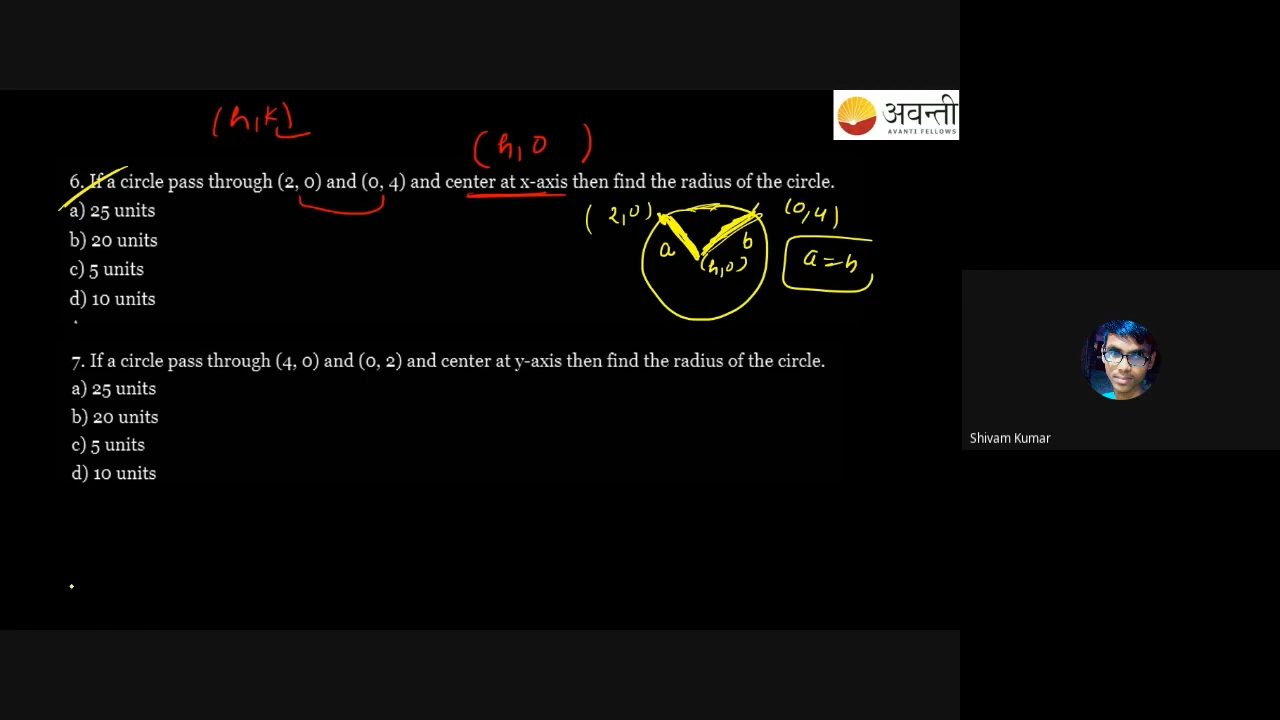 (h,k)
(h,0 )
अवन्ती
AVANTI FELLOWS
6. If a circle pass through (2, 0) and (0, 4) and center at x-axis then find the radius of the circle.
a) 25 units
b) 20 units
c) 5 units
d) 10 units
(2,0)
(0,4)
a
b
(h,0)
a=b
7. If a circle pass through (4, 0) and (0, 2) and center at y-axis then find the radius of the circle.
a) 25 units
b) 20 units
c) 5 units
d) 10 units
Shivam Kumar